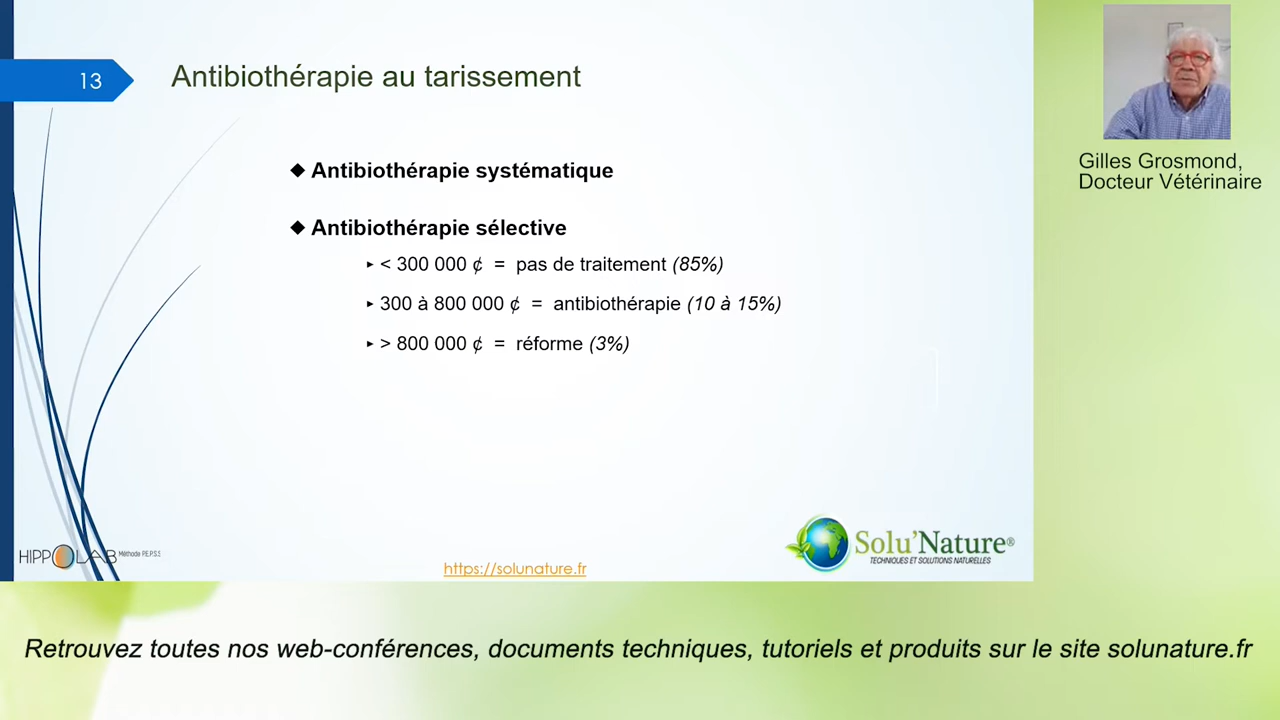 13
Antibiothérapie au tarissement
◆ Antibiothérapie systématique
◆ Antibiothérapie sélective
▸ < 300 000 ¢ = pas de traitement (85%)
▸ 300 à 800 000 ¢ = antibiothérapie (10 à 15%)
▸ > 800 000 ¢ = réforme (3%)
Gilles Grosmond,
Docteur Vétérinaire
HIPPOLAB Méthode P.E.P.S.S
https://solunature.fr
Solu'Nature®
TECHNIQUES ET SOLUTIONS NATURELLES
Retrouvez toutes nos web-conférences, documents techniques, tutoriels et produits sur le site solunature.fr